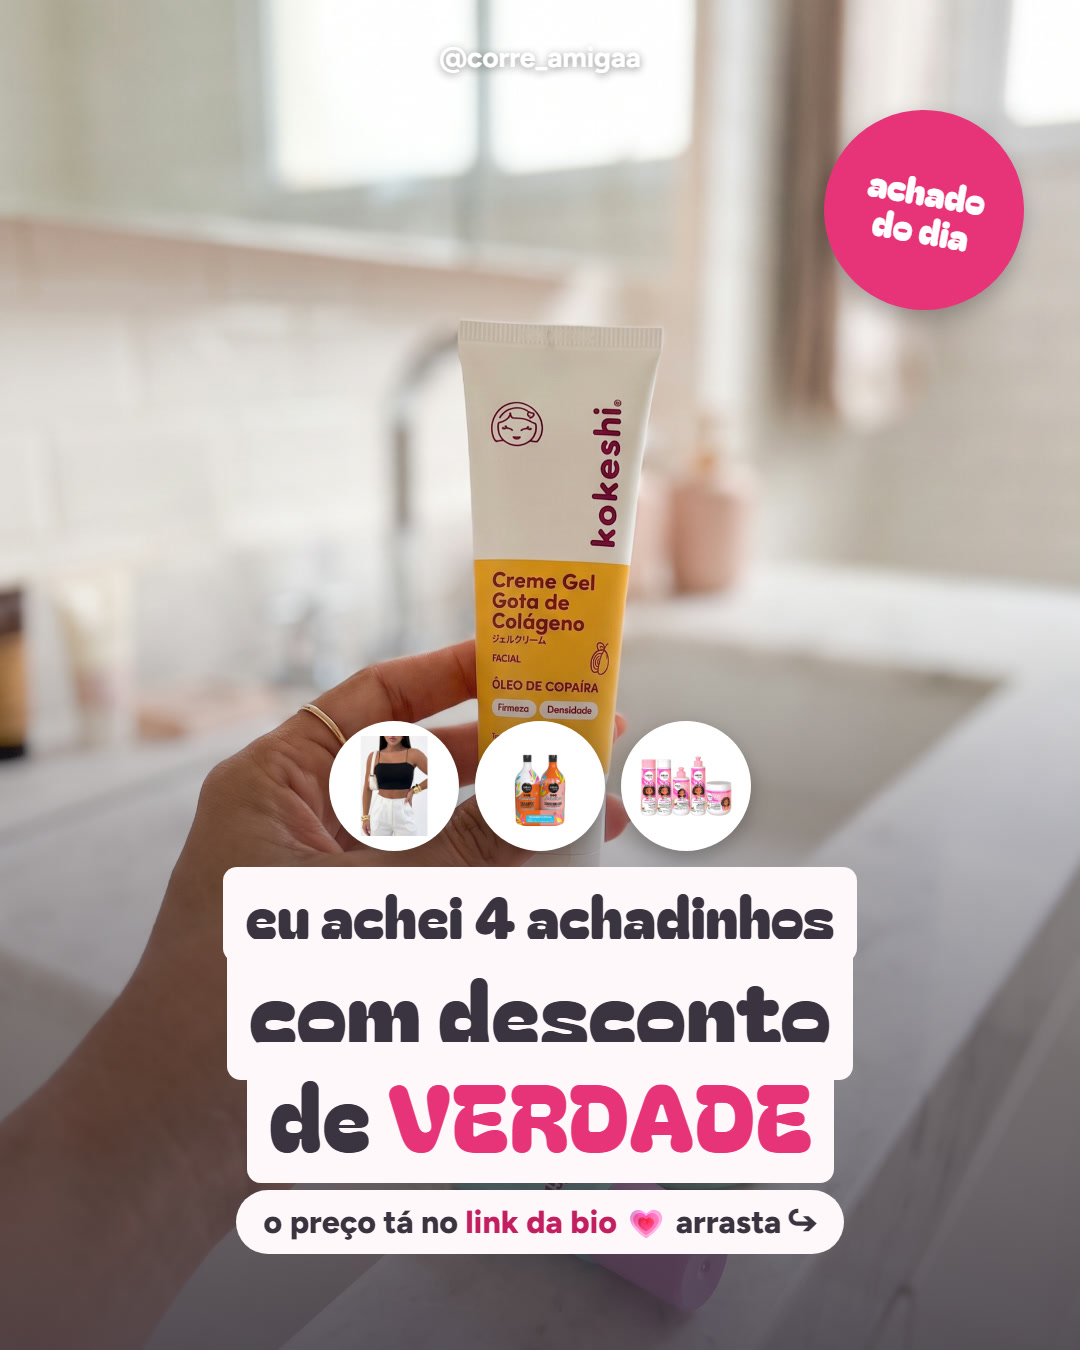 @corre_amigaa
achado
do dia
kokeshi®
Creme Gel
Gota de
Colágeno
ジェルクリーム
FACIAL
ÓLEO DE COPAÍRA
Firmeza Densidade
eu achei 4 achadinhos
com desconto
de VERDADE
o preço tá no link da bio 💗 arrasta ↪